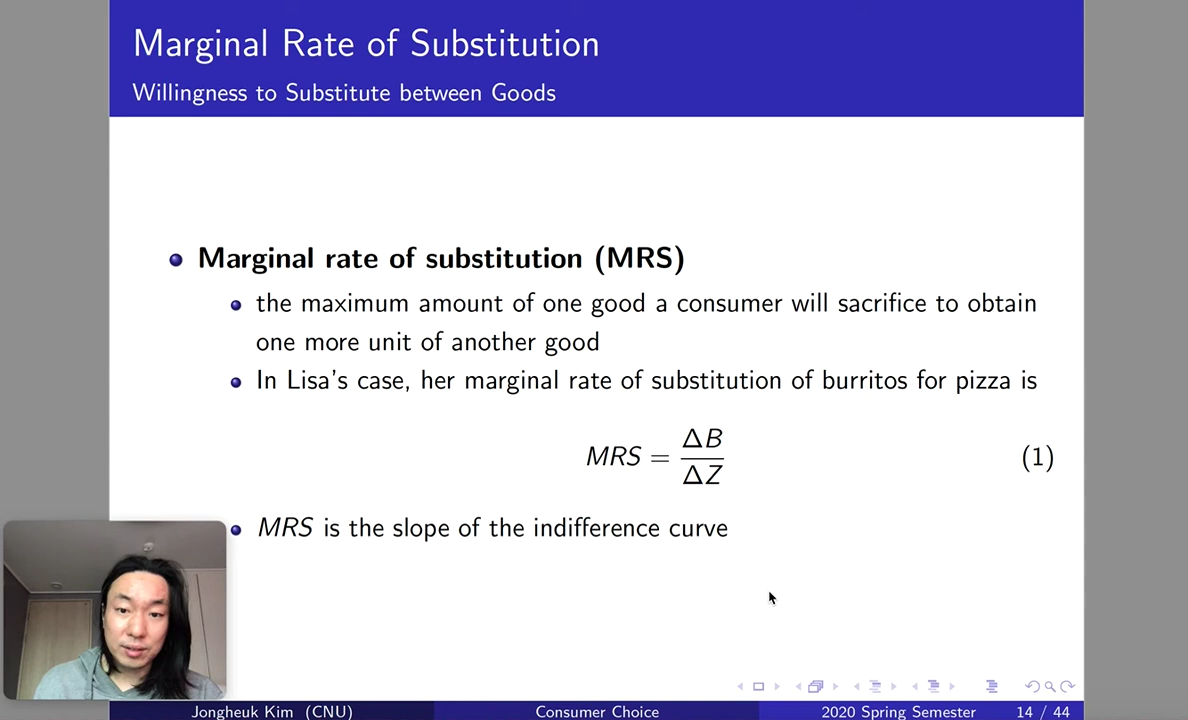 Marginal Rate of Substitution
Willingness to Substitute between Goods
Marginal rate of substitution (MRS)
the maximum amount of one good a consumer will sacrifice to obtain
one more unit of another good
In Lisa's case, her marginal rate of substitution of burritos for pizza is
MRS = ΔB/ΔZ (1)
MRS is the slope of the indifference curve
Jongheuk Kim (CNU) Consumer Choice 2020 Spring Semester 14 / 44